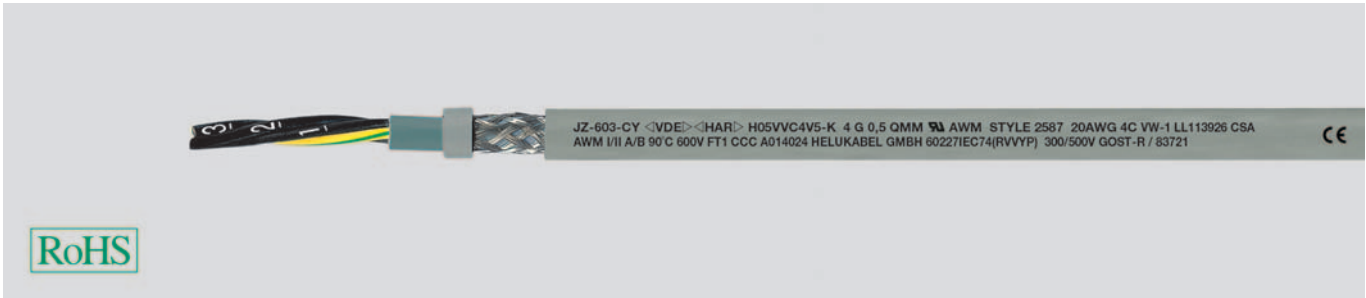 3 2 1
JZ-603-CY ◁VDE▷ ◁HAR▷ H05VVC4V5-K 4 G 0,5 QMM RU AWM STYLE 2587 20AWG 4C VW-1 LL113926 CSA
AWM I/II A/B 90°C 600V FT1 CCC A014024 HELUKABEL GMBH 60227IEC74(RVVYP) 300/500V GOST-R / 83721
CE
RoHS